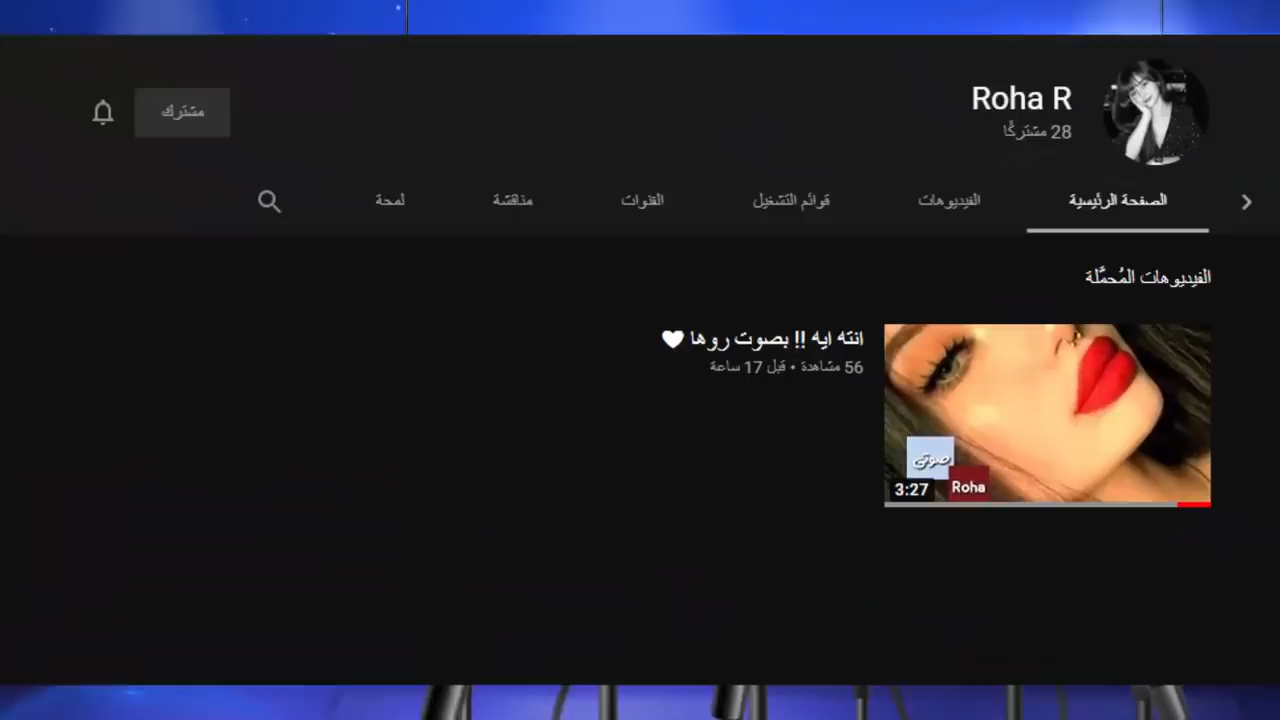 Roha R
28 مشتركًا
مشترك
الصفحة الرئيسية
الفيديوهات
قوائم التشغيل
القنوات
مناقشة
لمحة
الفيديوهات المُحمَّلة
انته ايه !! بصوت روها 🤍
56 مشاهدة • قبل 17 ساعة
صوتي
Roha
3:27